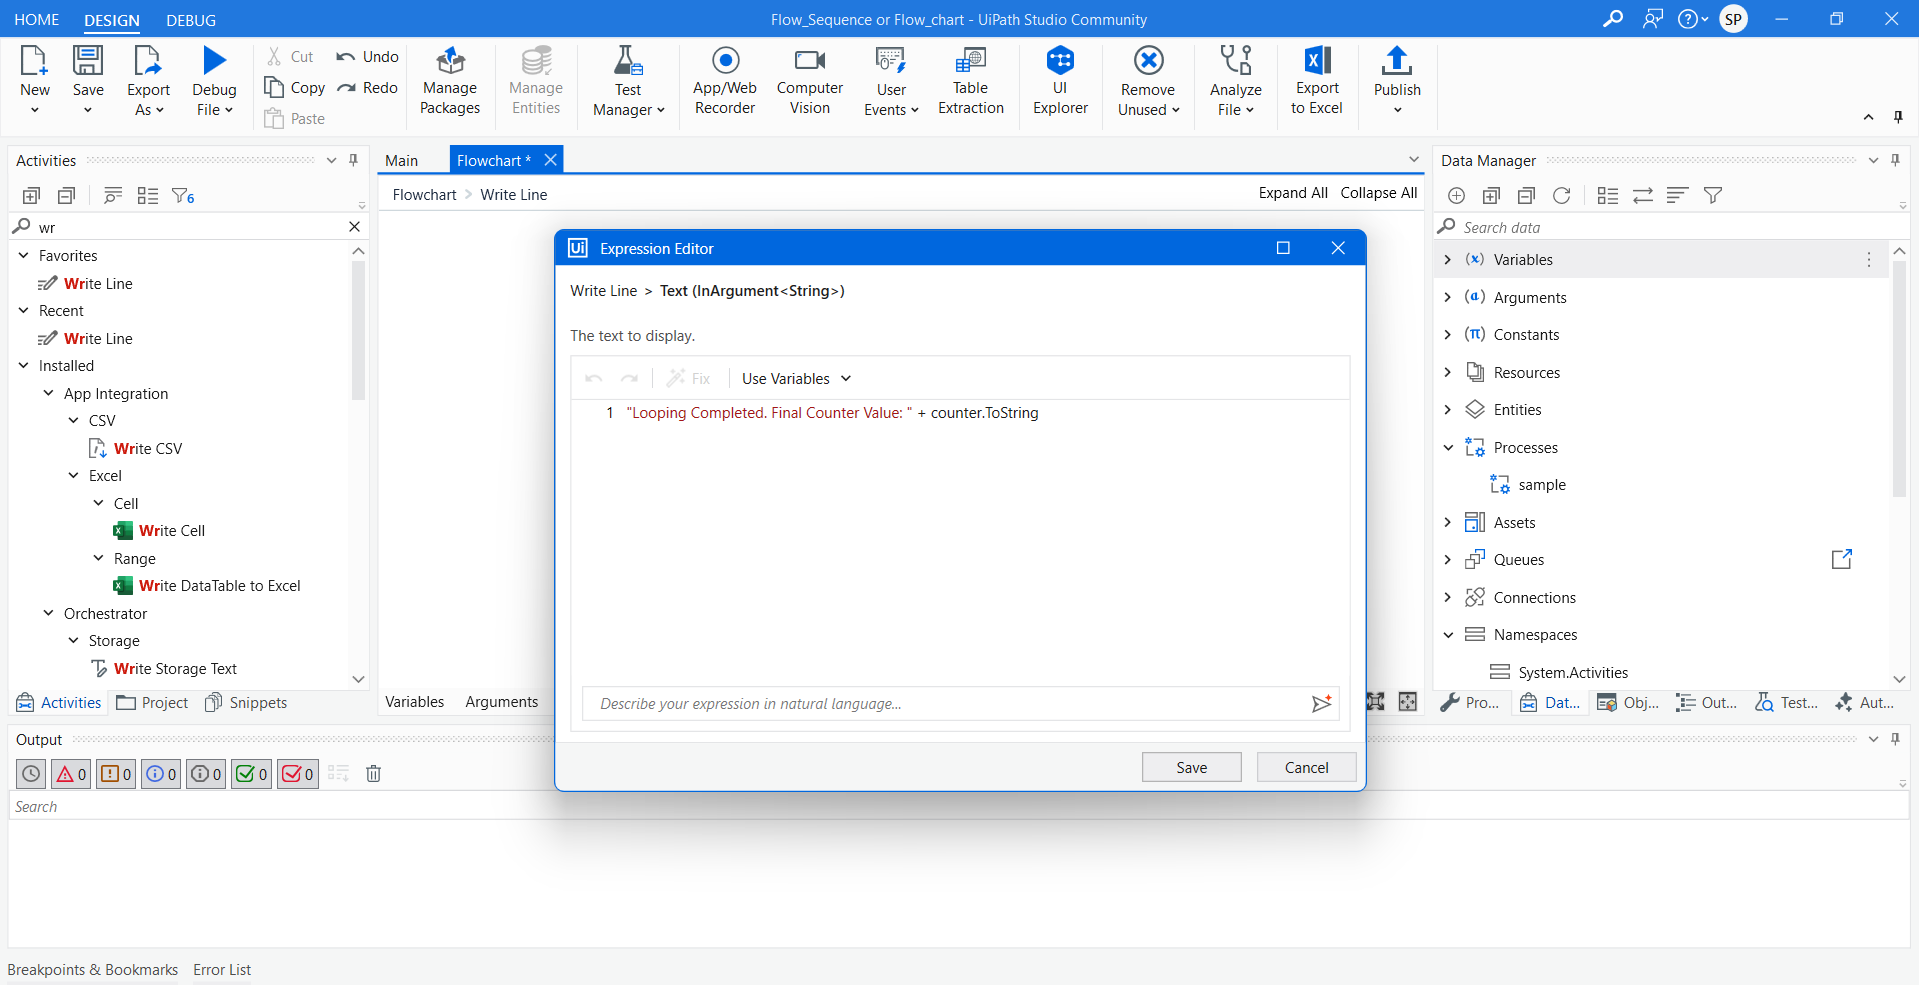 HOME DESIGN DEBUG
Flow_Sequence or Flow_chart - UiPath Studio Community
SP
New
Save
Export As
Debug File
Cut
Copy
Paste
Undo
Redo
Manage Packages
Manage Entities
Test Manager
App/Web Recorder
Computer Vision
User Events
Table Extraction
UI Explorer
Remove Unused
Analyze File
Export to Excel
Publish
Activities
6
wr
Favorites
Write Line
Recent
Write Line
Installed
App Integration
CSV
Write CSV
Excel
Cell
Write Cell
Range
Write DataTable to Excel
Orchestrator
Storage
Write Storage Text
Activities Project Snippets
Main Flowchart *
Flowchart > Write Line
Expand All Collapse All
Ui Expression Editor
Write Line > Text (InArgument<String>)
The text to display.
Fix Use Variables
1 "Looping Completed. Final Counter Value: " + counter.ToString
Describe your expression in natural language...
Save Cancel
Variables Arguments
Data Manager
Search data
(x) Variables
(a) Arguments
(π) Constants
Resources
Entities
Processes
sample
Assets
Queues
Connections
Namespaces
System.Activities
Pro... Dat... Obj... Out... Test... Aut...
Output
0 0 0 0 0 0
Search
Breakpoints & Bookmarks Error List